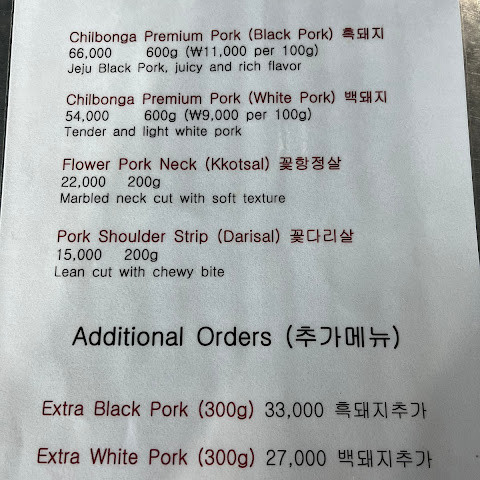 Chilbonga Premium Pork (Black Pork) 흑돼지
66,000 600g (₩11,000 per 100g)
Jeju Black Pork, juicy and rich flavor
Chilbonga Premium Pork (White Pork) 백돼지
54,000 600g (₩9,000 per 100g)
Tender and light white pork
Flower Pork Neck (Kkotsal) 꽃항정살
22,000 200g
Marbled neck cut with soft texture
Pork Shoulder Strip (Darisal) 꽃다리살
15,000 200g
Lean cut with chewy bite
Additional Orders (추가메뉴)
Extra Black Pork (300g) 33,000 흑돼지추가
Extra White Pork (300g) 27,000 백돼지추가